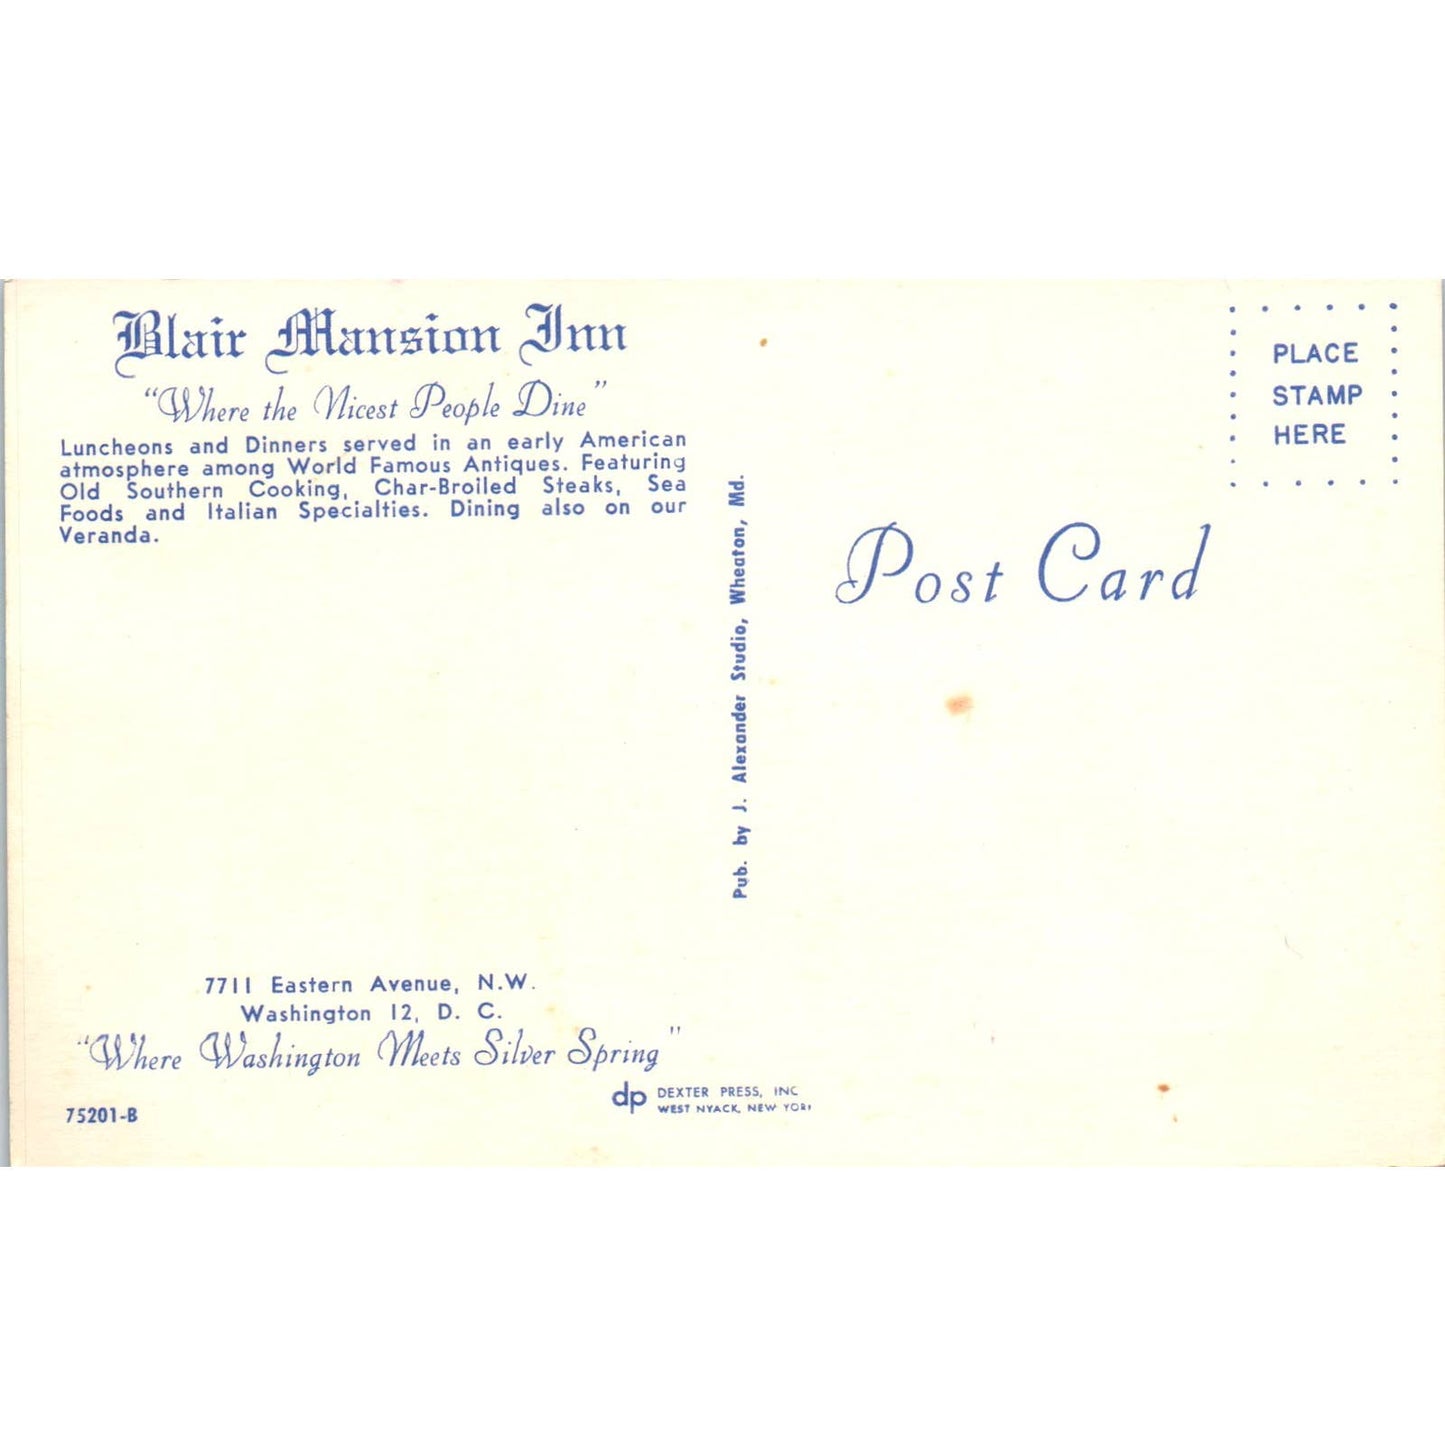 Blair Mansion Inn
"Where the Nicest People Dine"
Luncheons and Dinners served in an early American
atmosphere among World Famous Antiques. Featuring
Old Southern Cooking, Char-Broiled Steaks, Sea
Foods and Italian Specialties. Dining also on our
Veranda.
7711 Eastern Avenue, N.W.
Washington 12, D. C.
"Where Washington Meets Silver Spring"
75201-B
dp DEXTER PRESS, INC
WEST NYACK, NEW YORK
Pub. by J. Alexander Studio, Wheaton, Md.
PLACE
STAMP
HERE
Post Card